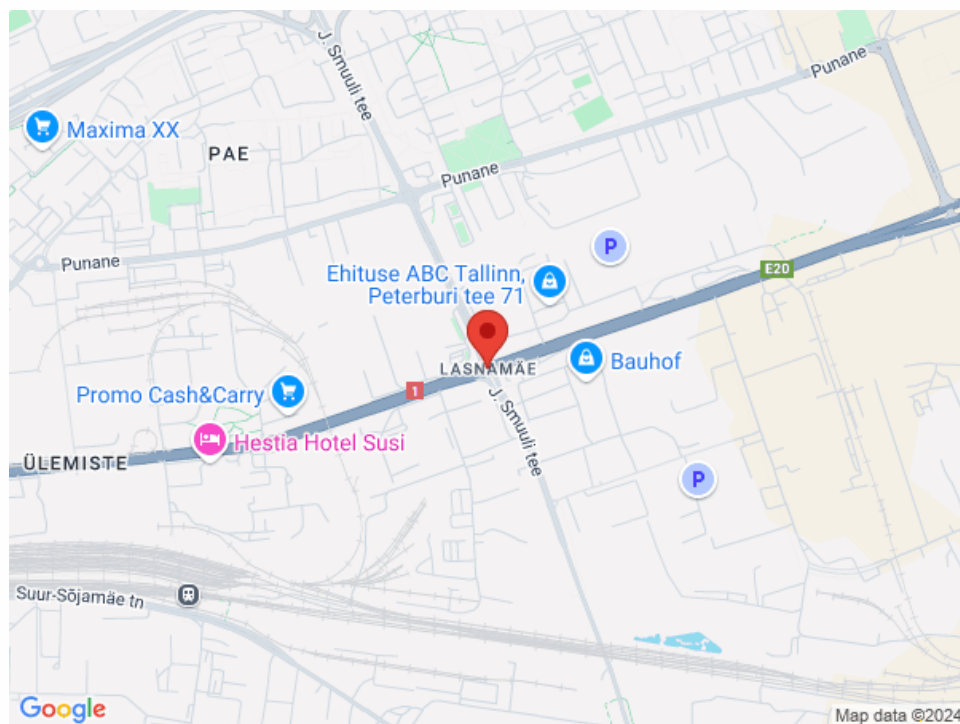 J. Smuuli tee
Punane
Maxima XX
PAE
Punane
Punane
P
E20
Ehituse ABC Tallinn,
Peterburi tee 71
LASNAMÄE
Bauhof
1
Promo Cash&Carry
J. Smuuli tee
Hestia Hotel Susi
ÜLEMISTE
P
Suur-Sõjamäe tn
Google
Map data ©2024